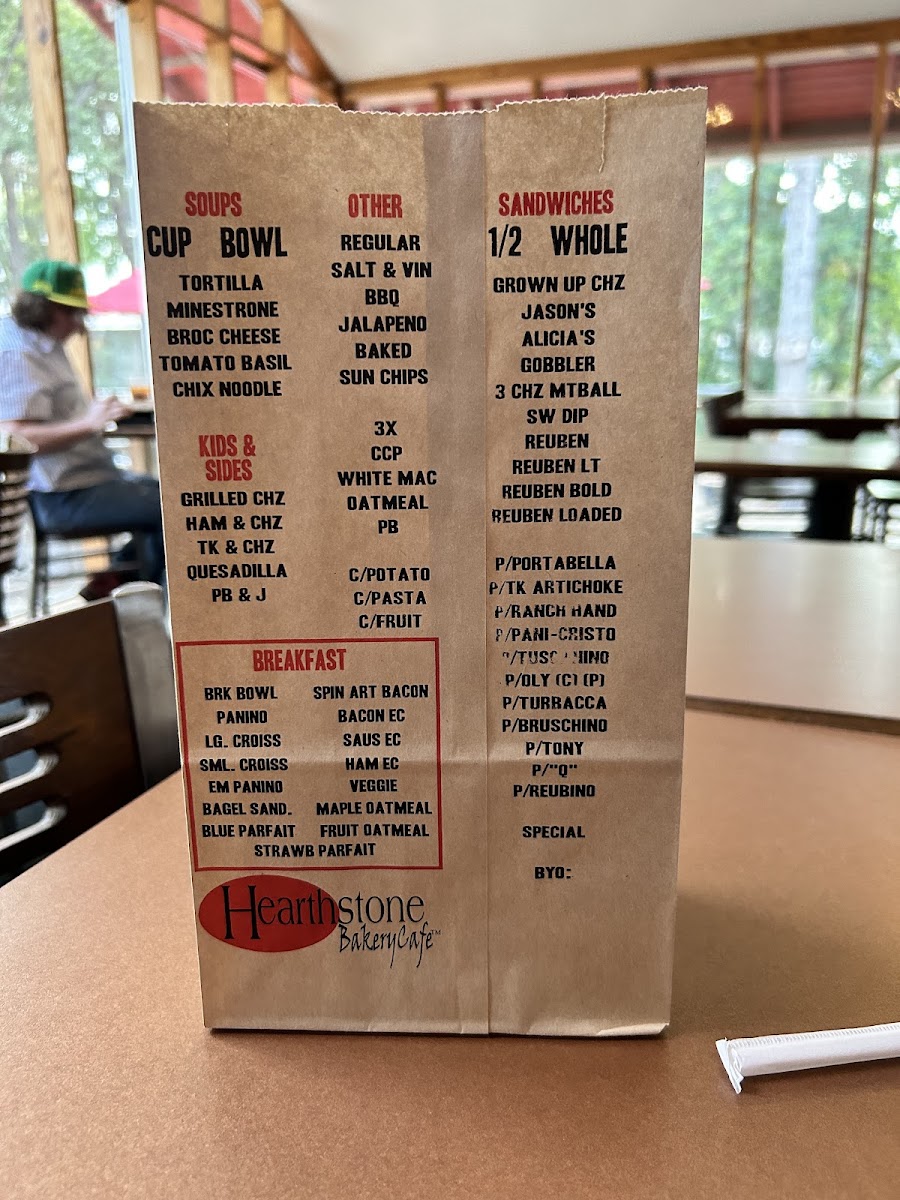 SOUPS
CUP BOWL
TORTILLA
MINESTRONE
BROC CHEESE
TOMATO BASIL
CHIX NOODLE
KIDS &
SIDES
GRILLED CHZ
HAM & CHZ
TK & CHZ
QUESADILLA
PB & J
OTHER
REGULAR
SALT & VIN
BBQ
JALAPENO
BAKED
SUN CHIPS
3X
CCP
WHITE MAC
OATMEAL
PB
C/POTATO
C/PASTA
C/FRUIT
BREAKFAST
BRK BOWL
PANINO
LG. CROISS
SML. CROISS
EM PANINO
BAGEL SAND.
BLUE PARFAIT
SPIN ART BACON
BACON EC
SAUS EC
HAM EC
VEGGIE
MAPLE OATMEAL
FRUIT OATMEAL
STRAWB PARFAIT
Hearthstone
BakeryCafe™
SANDWICHES
1/2 WHOLE
GROWN UP CHZ
JASON'S
ALICIA'S
GOBBLER
3 CHZ MTBALL
SW DIP
REUBEN
REUBEN LT
REUBEN BOLD
REUBEN LOADED
P/PORTABELLA
P/TK ARTICHOKE
P/RANCH HAND
P/PANI-CRISTO
P/OLY (C) (P)
P/TURBACCA
P/BRUSCHINO
P/TONY
P/"Q"
P/REUBINO
SPECIAL
BYO: